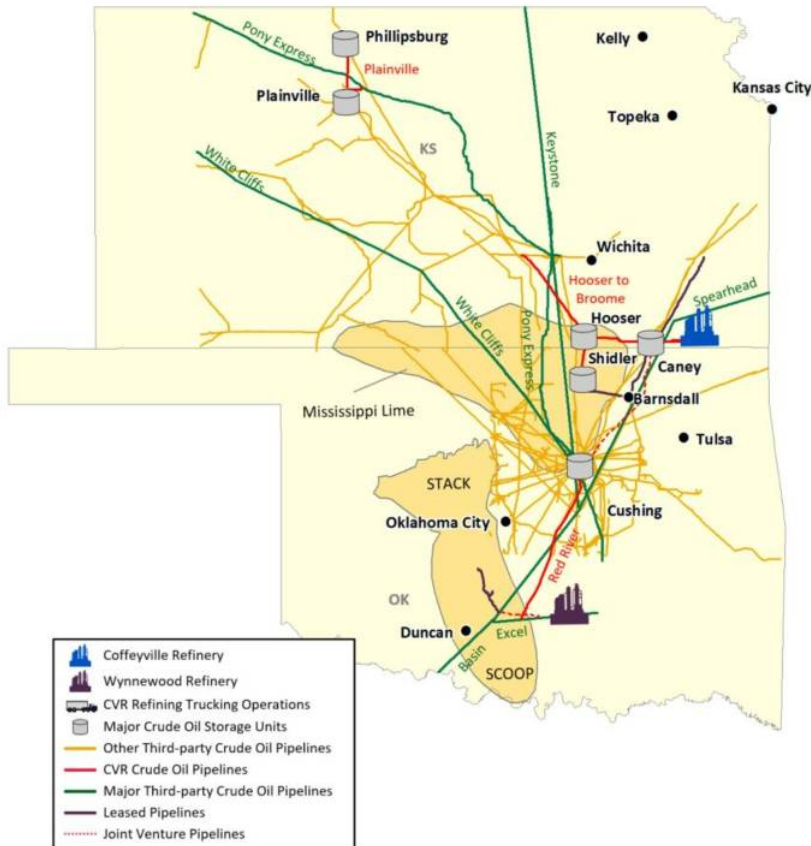 Phillipsburg
Kelly
Pony Express
Plainville
Plainville
Kansas City
Topeka
KS
Keystone
White Cliffs
Wichita
Hooser to
Broome
Spearhead
White Cliffs
Pony Express
Hooser
Shidler
Caney
Mississippi Lime
Barnsdall
Tulsa
STACK
Cushing
Oklahoma City
Red River
OK
Duncan
Excel
Basin
SCOOP
Coffeyville Refinery
Wynnewood Refinery
CVR Refining Trucking Operations
Major Crude Oil Storage Units
Other Third-party Crude Oil Pipelines
CVR Crude Oil Pipelines
Major Third-party Crude Oil Pipelines
Leased Pipelines
Joint Venture Pipelines